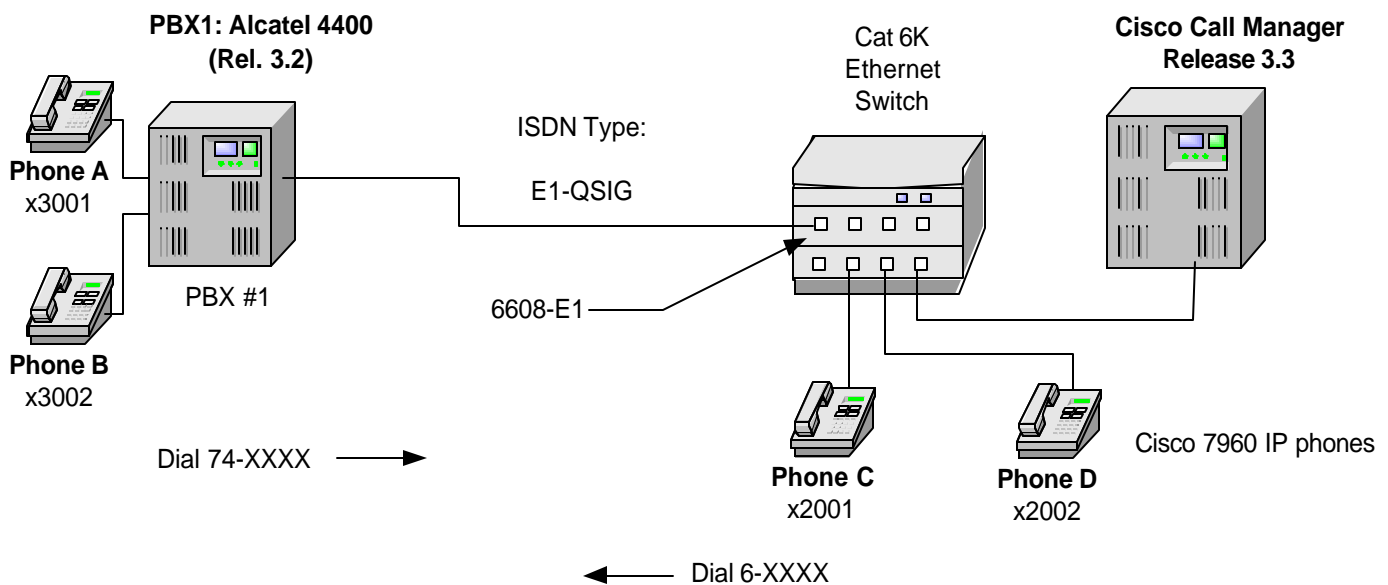 PBX1: Alcatel 4400
(Rel. 3.2)
Cat 6K
Ethernet
Switch
Cisco Call Manager
Release 3.3
Phone A
x3001
ISDN Type:
E1-QSIG
PBX #1
6608-E1
Phone B
x3002
Dial 74-XXXX
Phone C
x2001
Phone D
x2002
Cisco 7960 IP phones
Dial 6-XXXX